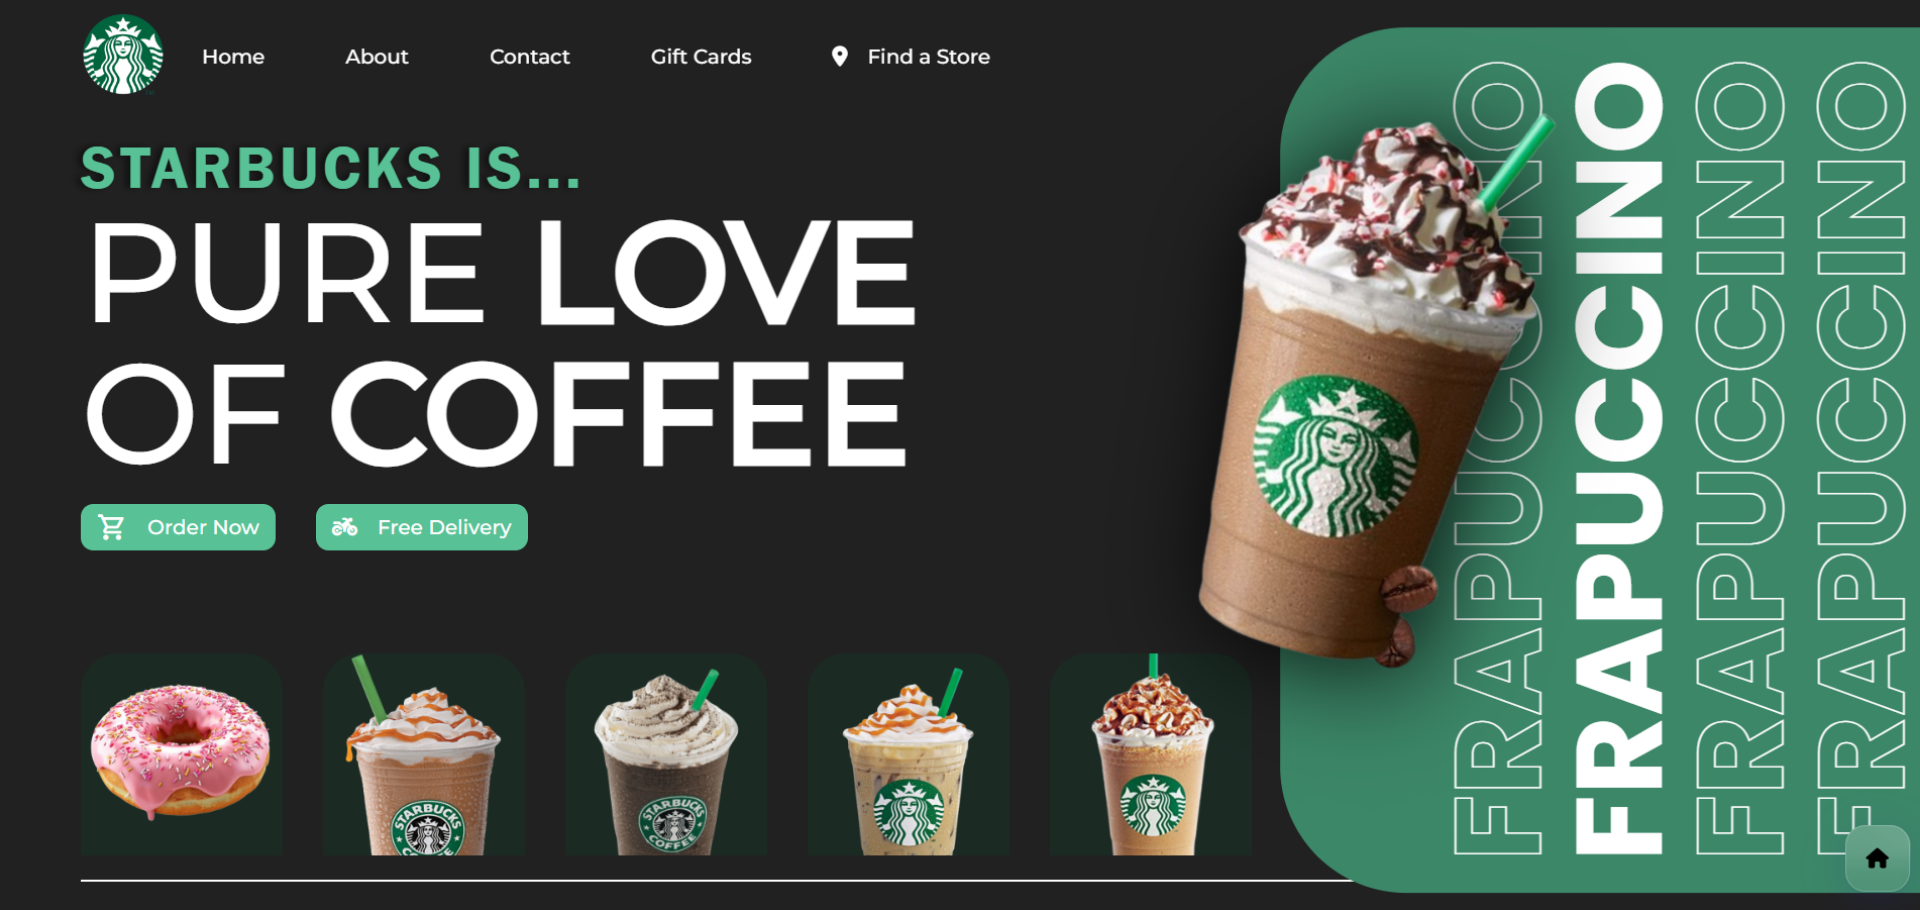 Home
About
Contact
Gift Cards
Find a Store
STARBUCKS IS...
PURE LOVE
OF COFFEE
Order Now
Free Delivery
FRAPUCCINO
FRAPUCCINO
FRAPUCCINO
FRAPUCCINO
STARBUCKS
STARBUCKS
COFFEE